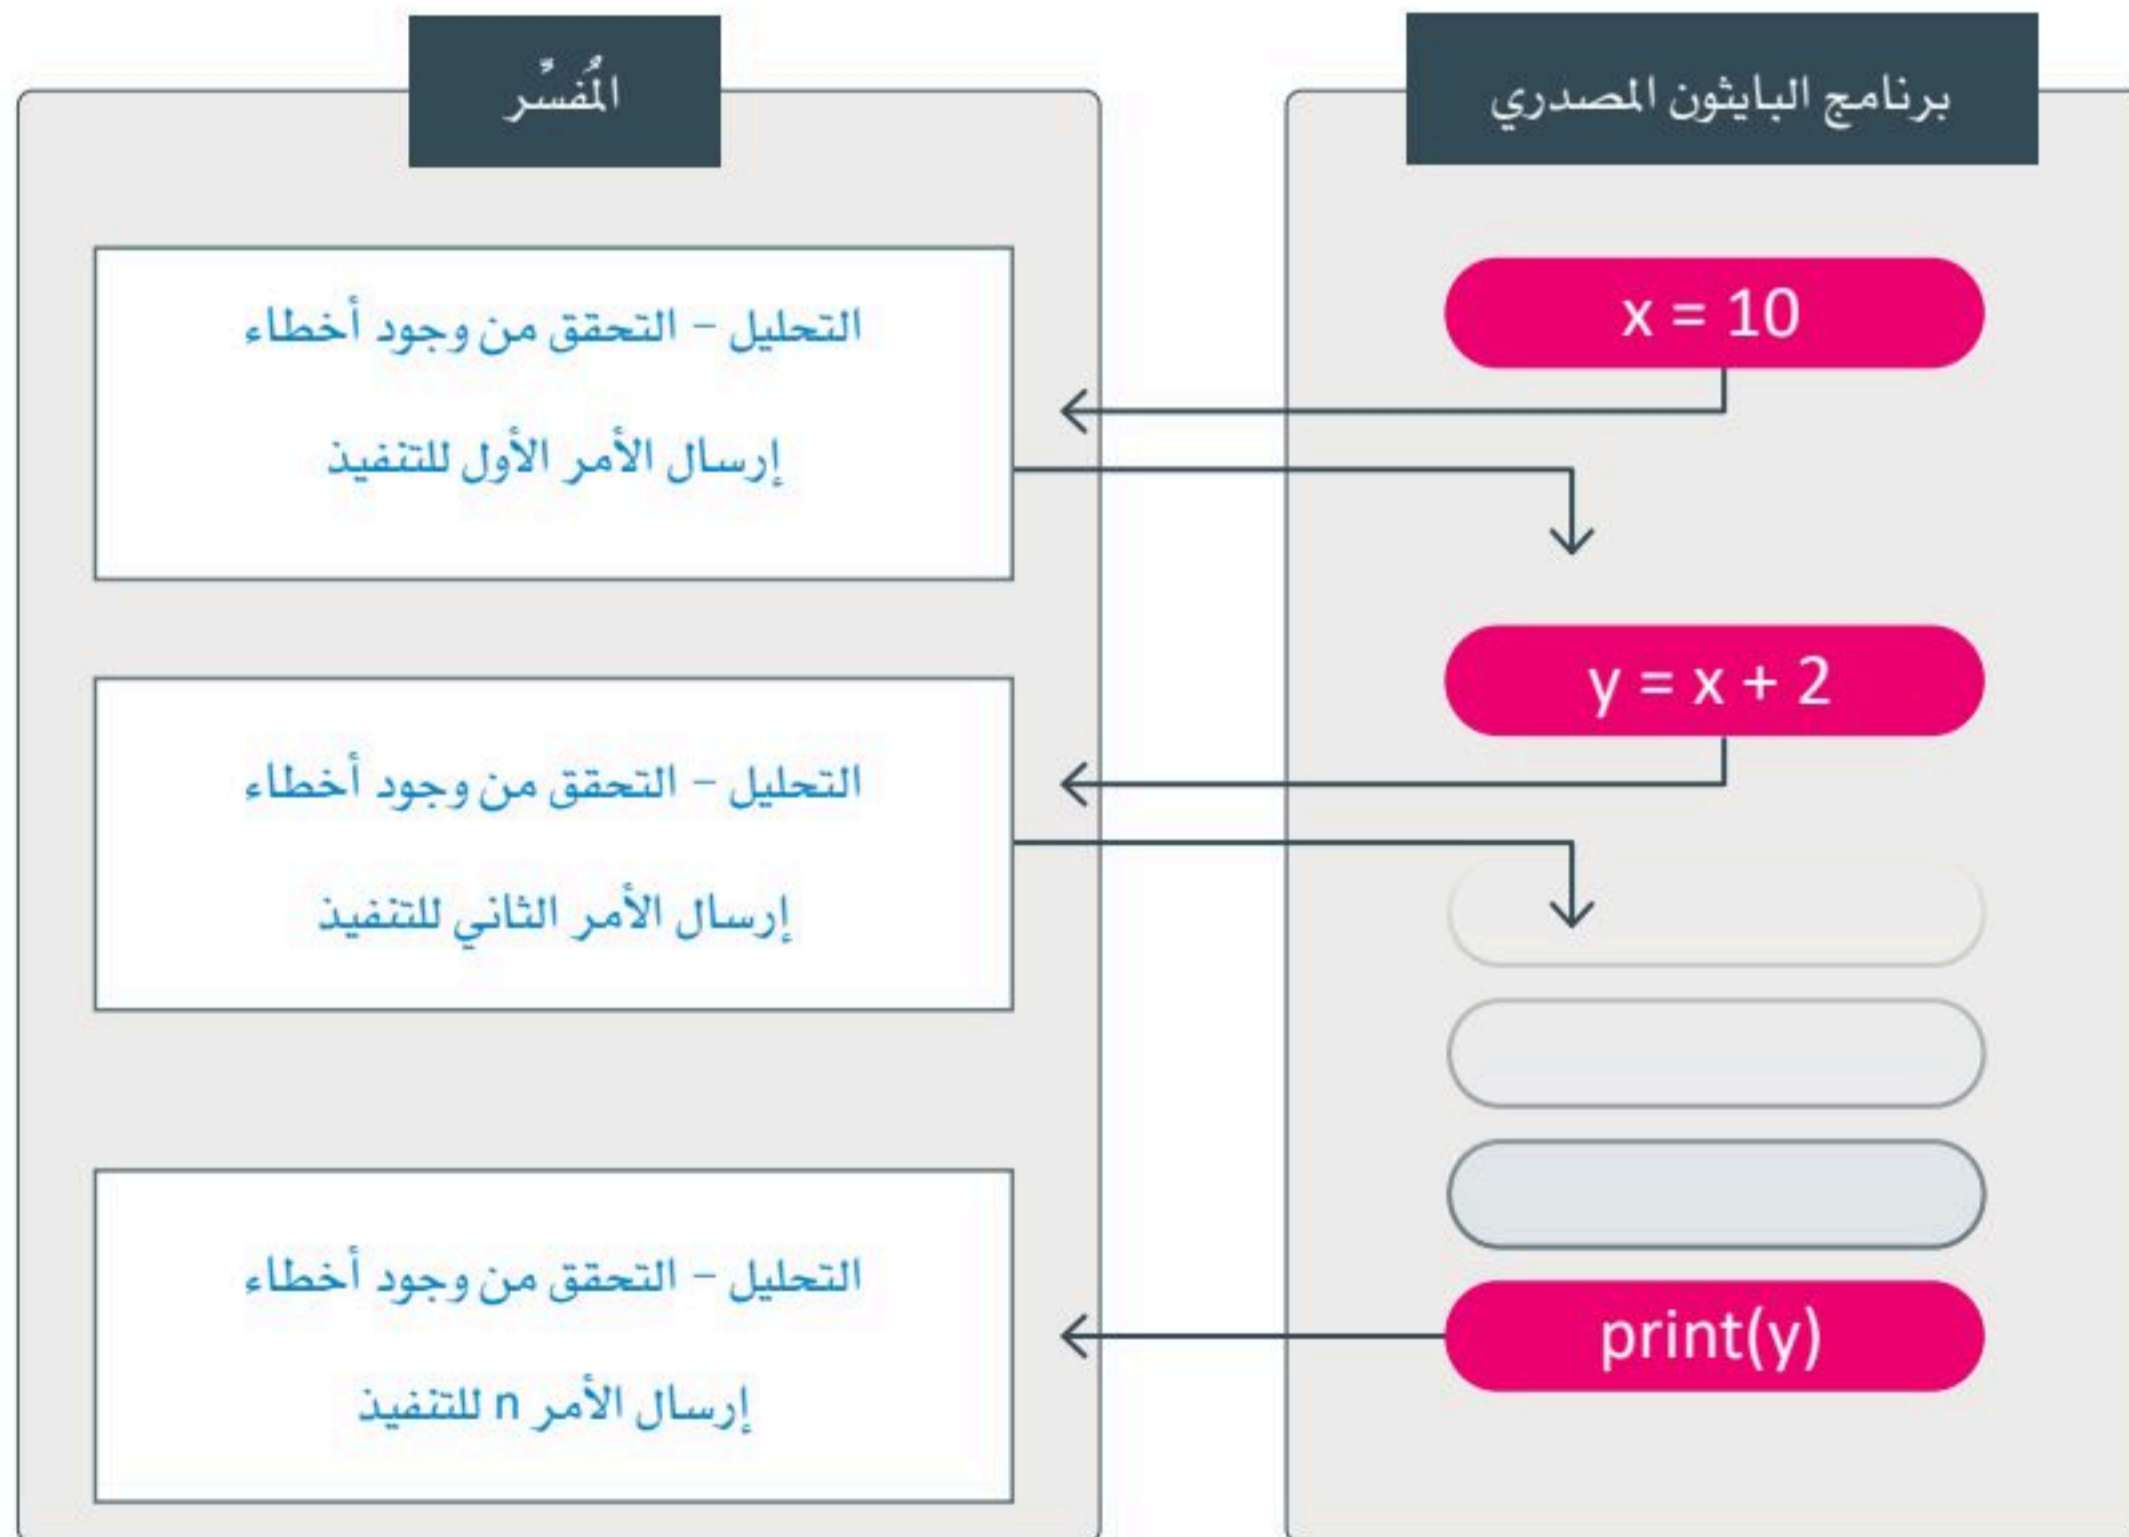 برنامج البايثون المصدري
x = 10
y = x + 2
print(y)
المُفسِّر
التحليل – التحقق من وجود أخطاء
إرسال الأمر الأول للتنفيذ
التحليل – التحقق من وجود أخطاء
إرسال الأمر الثاني للتنفيذ
التحليل – التحقق من وجود أخطاء
إرسال الأمر n للتنفيذ